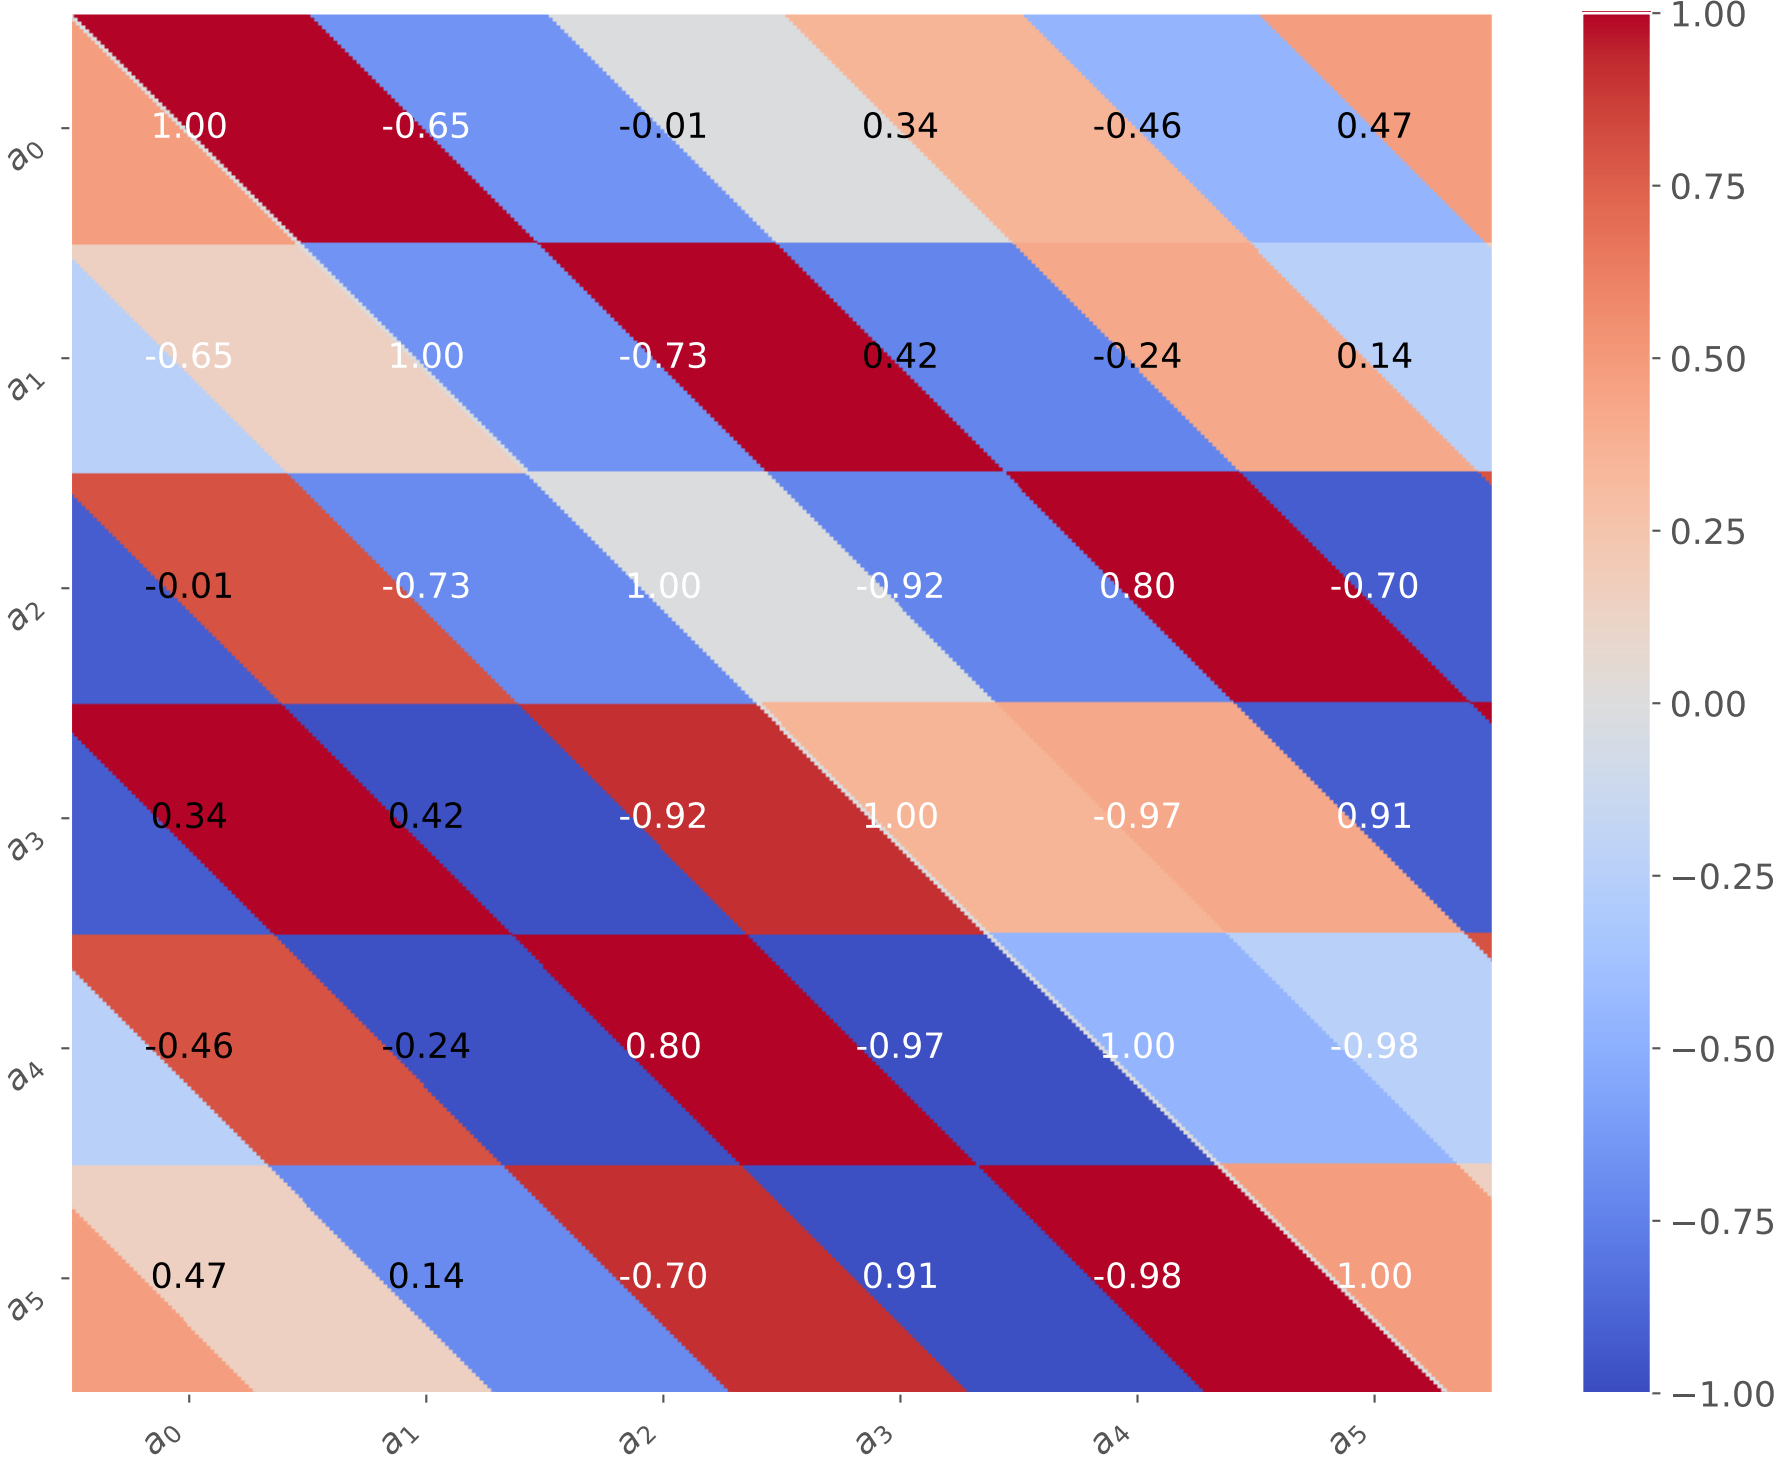 1.00
a0 1.00 -0.65 -0.01 0.34 -0.46 0.47
0.75
a1 -0.65 1.00 -0.73 0.42 -0.24 0.14
0.50
0.25
a2 -0.01 -0.73 1.00 -0.92 0.80 -0.70
0.00
a3 0.34 0.42 -0.92 1.00 -0.97 0.91
−0.25
a4 -0.46 -0.24 0.80 -0.97 1.00 -0.98
−0.50
−0.75
a5 0.47 0.14 -0.70 0.91 -0.98 1.00
−1.00
a0 a1 a2 a3 a4 a5